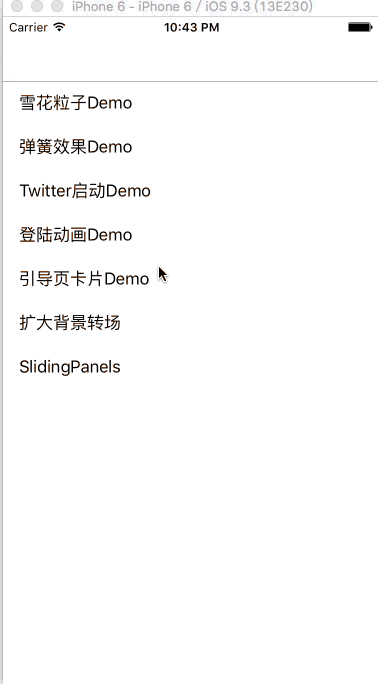 iPhone 6 - iPhone 6 / iOS 9.3 (13E230)
Carrier 10:43 PM
雪花粒子Demo
弹簧效果Demo
Twitter启动Demo
登陆动画Demo
引导页卡片Demo
扩大背景转场
SlidingPanels